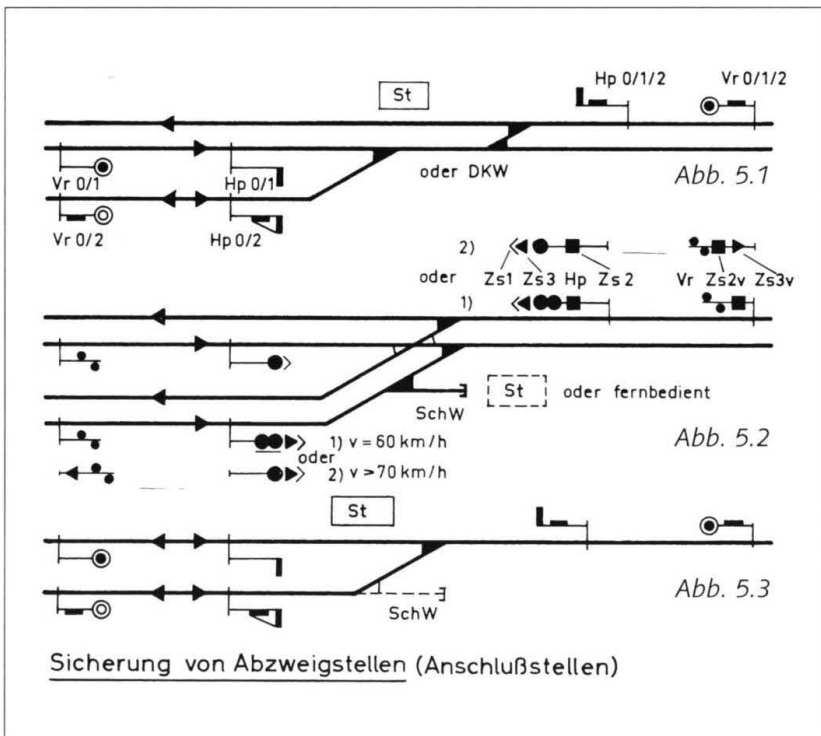 Hp 0/1/2 Vr 0/1/2
St
Vr 0/1 Hp 0/1 oder DKW Abb. 5.1
Vr 0/2 Hp 0/2
2)
oder Zs1 Zs3 Hp Zs2 Vr Zs2v Zs3v
1)
St oder fernbedient
SchW
1) v = 60 km/h Abb. 5.2
oder
2) v > 70 km/h
St
Abb. 5.3
SchW
Sicherung von Abzweigstellen (Anschlußstellen)